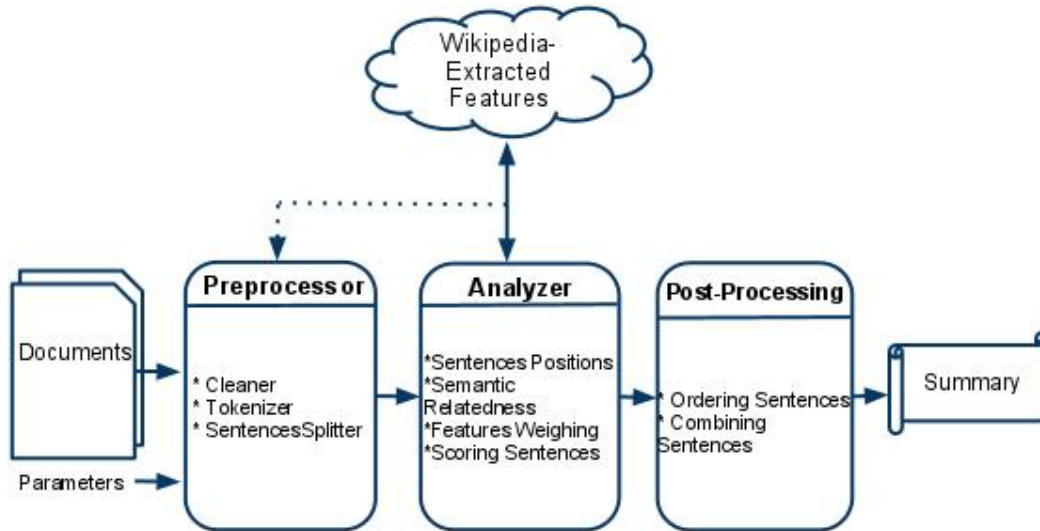 Wikipedia-
Extracted
Features
Documents
Parameters
Preprocessor
* Cleaner
* Tokenizer
* SentencesSplitter
Analyzer
*Sentences Positions
*Semantic
Relatedness
*Features Weighing
*Scoring Sentences
Post-Processing
* Ordering Sentences
* Combining
Sentences
Summary